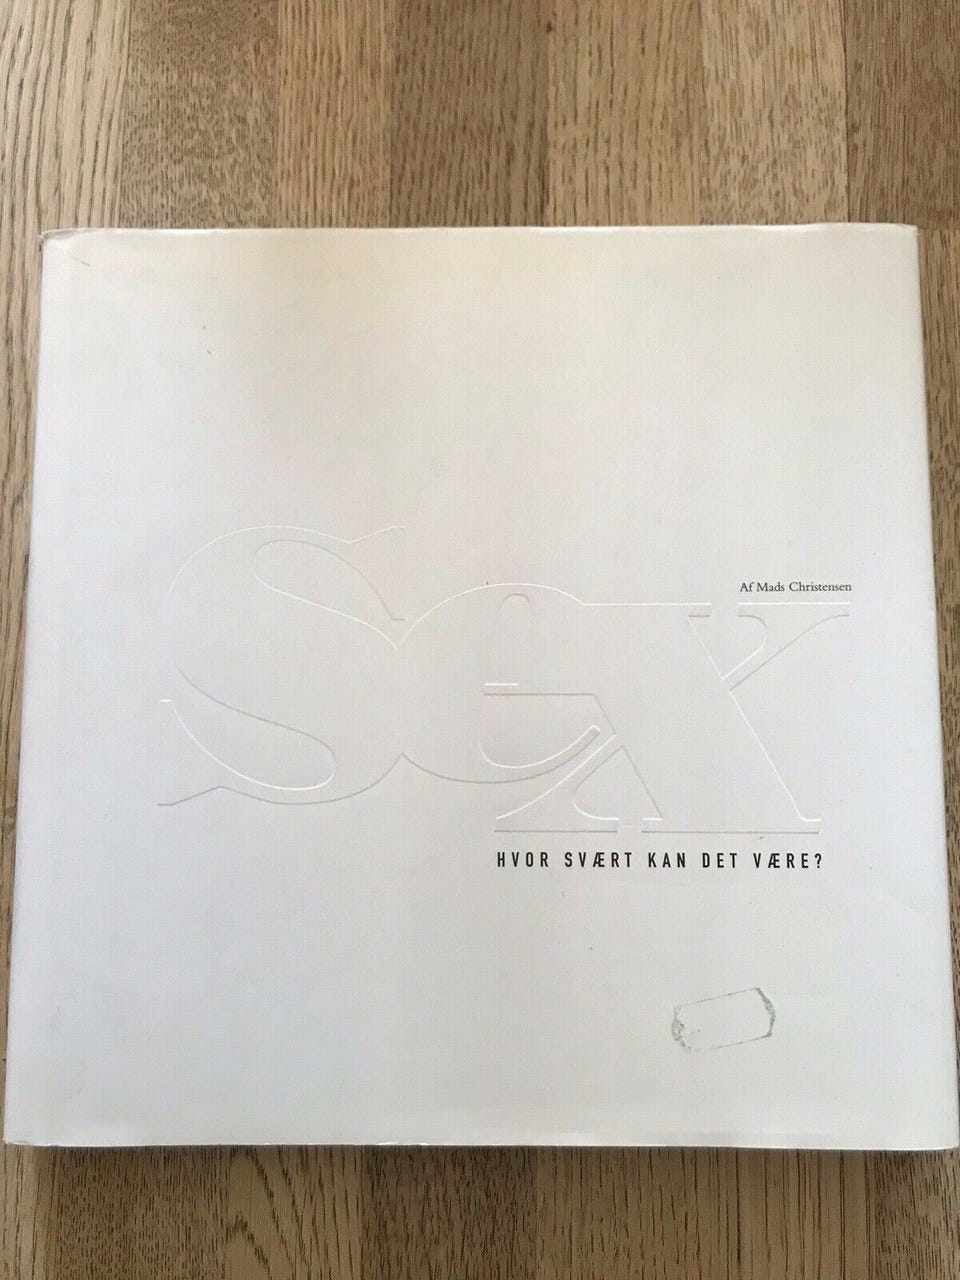 Af Mads Christensen
Sex
HVOR SVÆRT KAN DET VÆRE?